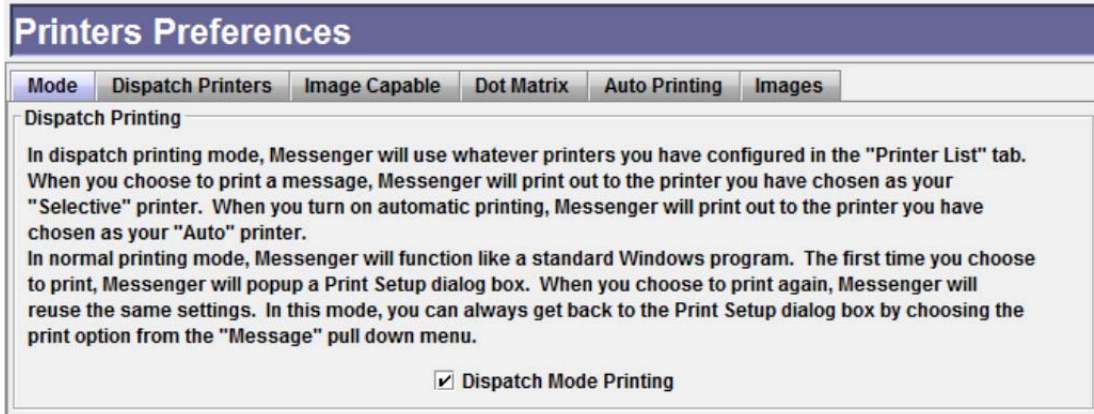 Printers Preferences
Mode Dispatch Printers Image Capable Dot Matrix Auto Printing Images
Dispatch Printing
In dispatch printing mode, Messenger will use whatever printers you have configured in the "Printer List" tab.
When you choose to print a message, Messenger will print out to the printer you have chosen as your
"Selective" printer.  When you turn on automatic printing, Messenger will print out to the printer you have
chosen as your "Auto" printer.
In normal printing mode, Messenger will function like a standard Windows program.  The first time you choose
to print, Messenger will popup a Print Setup dialog box.  When you choose to print again, Messenger will
reuse the same settings.  In this mode, you can always get back to the Print Setup dialog box by choosing the
print option from the "Message" pull down menu.
Dispatch Mode Printing